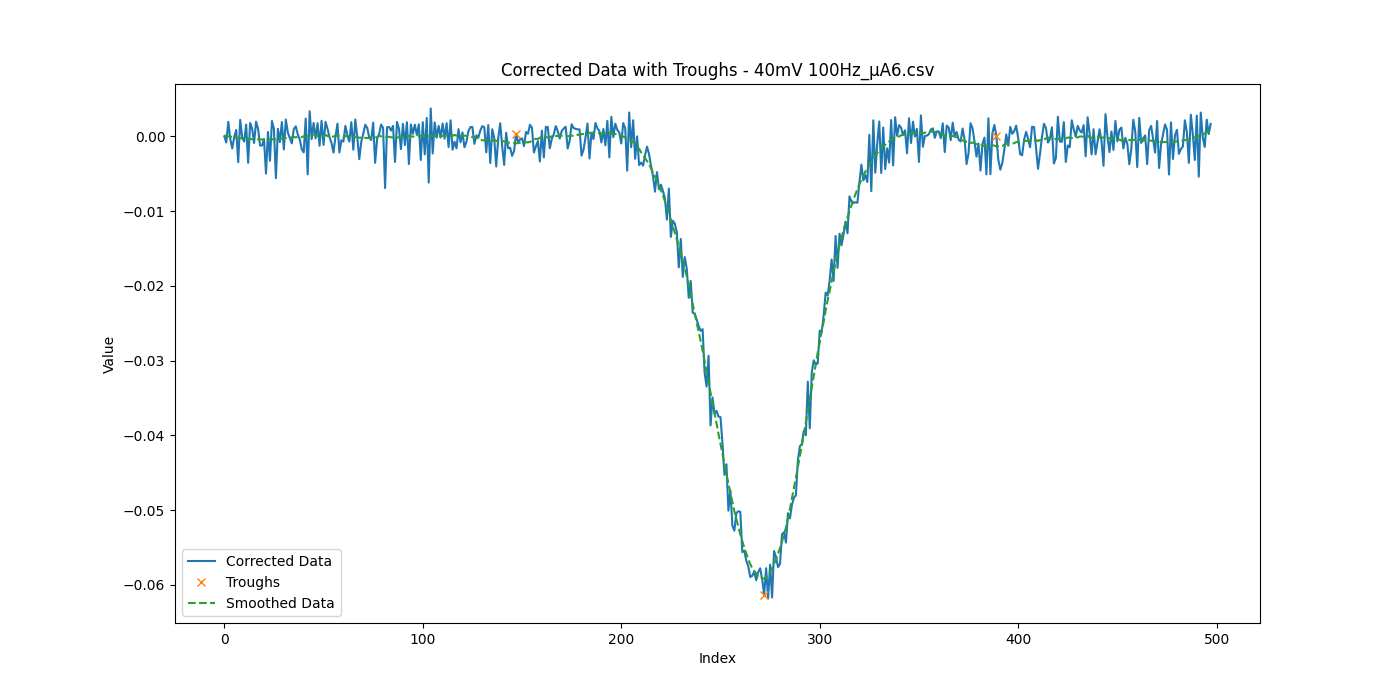 Corrected Data with Troughs - 40mV 100Hz_μA6.csv
0.00
−0.01
−0.02
−0.03
−0.04
−0.05
−0.06
Value
Corrected Data
Troughs
Smoothed Data
0 100 200 300 400 500
Index